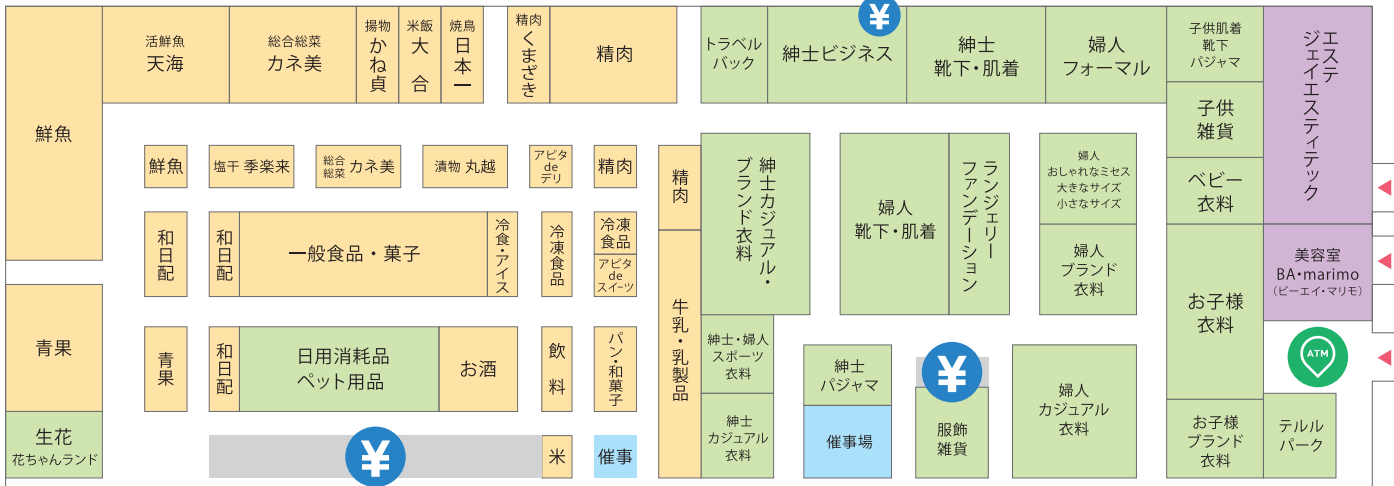 鮮魚
活鮮魚
天海
総合総菜
カネ美
揚物
かね貞
米飯
大合
焼鳥
日本一
精肉
くまざき
精肉
トラベル
バック
紳士ビジネス
¥
紳士
靴下・肌着
婦人
フォーマル
子供肌着
靴下
パジャマ
エステ
ジェイエスティテック
子供
雑貨
ベビー
衣料
鮮魚
塩干 季楽来
総合
総菜 カネ美
漬物 丸越
アピタ
de
デリ
精肉
精肉
紳士カジュアル・
ブランド衣料
婦人
靴下・肌着
ランジェリー
ファンデーション
婦人
おしゃれなミセス
大きなサイズ
小さなサイズ
和日配
和日配
一般食品・菓子
冷食・アイス
冷凍食品
冷凍
食品
アピタ
de
スイーツ
牛乳・乳製品
婦人
ブランド
衣料
お子様
衣料
美容室
BA・marimo
(ビーエイ・マリモ)
青果
青果
和日配
日用消耗品
ペット用品
お酒
飲料
パン・和菓子
紳士・婦人
スポーツ
衣料
紳士
パジャマ
¥
婦人
カジュアル
衣料
ATM
生花
花ちゃんランド
¥
米
催事
紳士
カジュアル
衣料
催事場
服飾
雑貨
お子様
ブランド
衣料
テルル
パーク